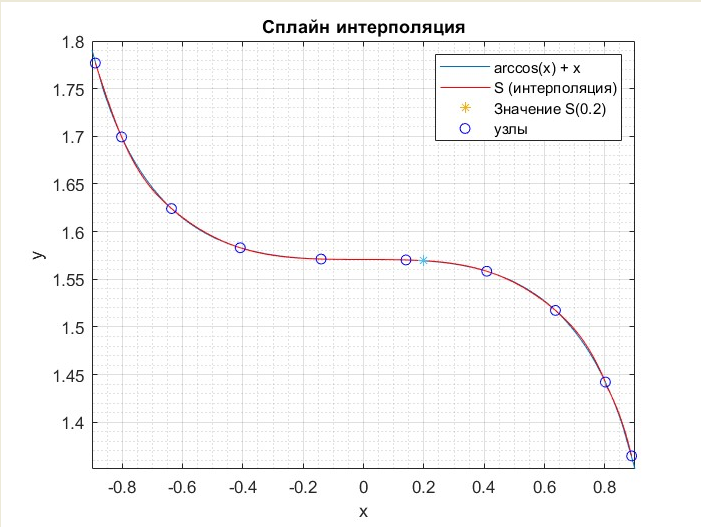 Сплайн интерполяция
arccos(x) + x
S (интерполяция)
Значение S(0.2)
узлы
1.8
1.75
1.7
1.65
1.6
1.55
1.5
1.45
1.4
y
-0.8 -0.6 -0.4 -0.2 0 0.2 0.4 0.6 0.8
x